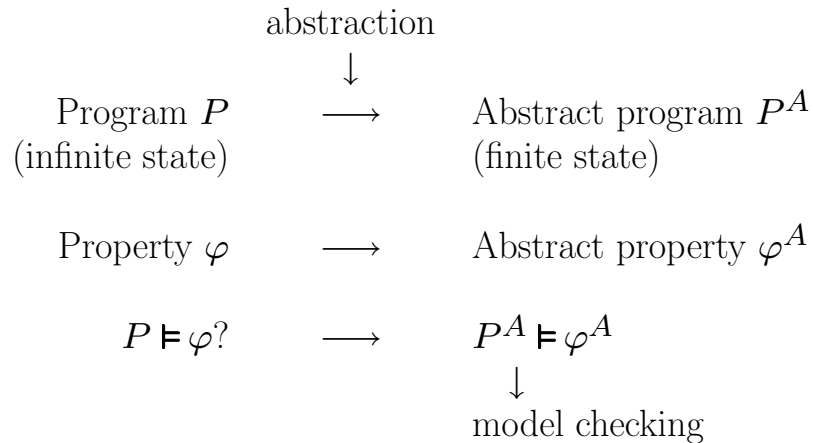 abstraction
↓
Program P ⟶ Abstract program P^A
(infinite state) (finite state)
Property φ ⟶ Abstract property φ^A
P ⊨ φ? ⟶ P^A ⊨ φ^A
↓
model checking